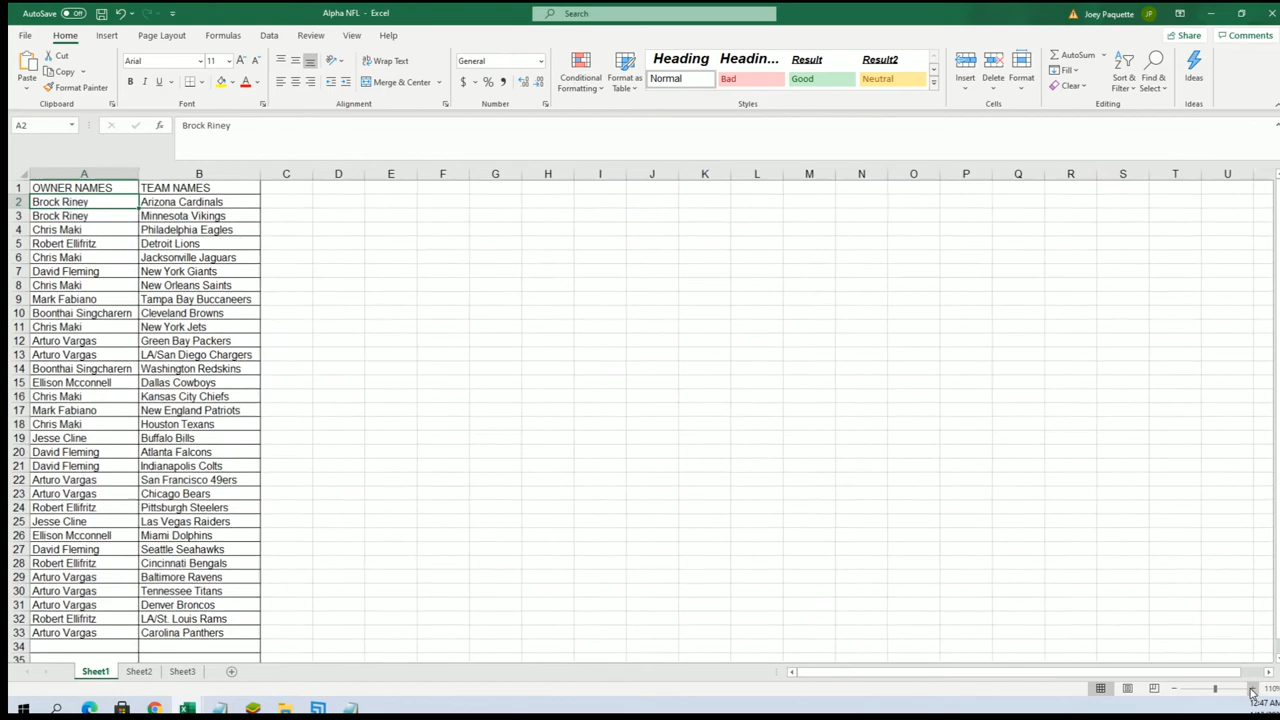 AutoSave Off Alpha NFL - Excel Search Joey Paquette JP
File Home Insert Page Layout Formulas Data Review View Help Share Comments
Paste Cut Copy Format Painter Clipboard
Arial 11 B I U A Font
Wrap Text Merge & Center Alignment
General $ % , Number
Conditional Formatting Format as Table
Heading Headin... Result Result2
Normal Bad Good Neutral Styles
Insert Delete Format Cells
AutoSum Fill Clear Sort & Filter Find & Select Editing
Ideas Ideas
A2 fx Brock Riney
A B C D E F G H I J K L M N O P Q R S T U
1 OWNER NAMES TEAM NAMES
2 Brock Riney Arizona Cardinals
3 Brock Riney Minnesota Vikings
4 Chris Maki Philadelphia Eagles
5 Robert Ellifritz Detroit Lions
6 Chris Maki Jacksonville Jaguars
7 David Fleming New York Giants
8 Chris Maki New Orleans Saints
9 Mark Fabiano Tampa Bay Buccaneers
10 Boonthai Singcharern Cleveland Browns
11 Chris Maki New York Jets
12 Arturo Vargas Green Bay Packers
13 Arturo Vargas LA/San Diego Chargers
14 Boonthai Singcharern Washington Redskins
15 Ellison Mcconnell Dallas Cowboys
16 Chris Maki Kansas City Chiefs
17 Mark Fabiano New England Patriots
18 Chris Maki Houston Texans
19 Jesse Cline Buffalo Bills
20 David Fleming Atlanta Falcons
21 David Fleming Indianapolis Colts
22 Arturo Vargas San Francisco 49ers
23 Arturo Vargas Chicago Bears
24 Robert Ellifritz Pittsburgh Steelers
25 Jesse Cline Las Vegas Raiders
26 Ellison Mcconnell Miami Dolphins
27 David Fleming Seattle Seahawks
28 Robert Ellifritz Cincinnati Bengals
29 Arturo Vargas Baltimore Ravens
30 Arturo Vargas Tennessee Titans
31 Arturo Vargas Denver Broncos
32 Robert Ellifritz LA/St. Louis Rams
33 Arturo Vargas Carolina Panthers
34
35
Sheet1 Sheet2 Sheet3
110%
12:47 AM